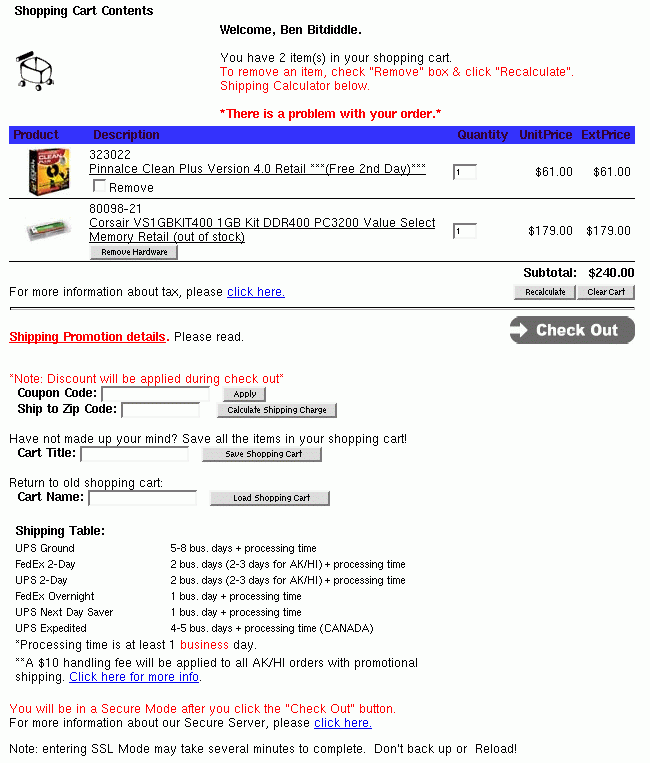 Shopping Cart Contents
Welcome, Ben Bitdiddle.
You have 2 item(s) in your shopping cart.
To remove an item, check "Remove" box & click "Recalculate".
Shipping Calculator below.
*There is a problem with your order.*
Product Description Quantity UnitPrice ExtPrice
323022
Pinnalce Clean Plus Version 4.0 Retail ***(Free 2nd Day)*** 1 $61.00 $61.00
Remove
80098-21
Corsair VS1GBKIT400 1GB Kit DDR400 PC3200 Value Select
Memory Retail (out of stock) 1 $179.00 $179.00
Remove Hardware
Subtotal: $240.00
For more information about tax, please click here. Recalculate Clear Cart
Shipping Promotion details. Please read. Check Out
*Note: Discount will be applied during check out*
Coupon Code: Apply
Ship to Zip Code: Calculate Shipping Charge
Have not made up your mind? Save all the items in your shopping cart!
Cart Title: Save Shopping Cart
Return to old shopping cart:
Cart Name: Load Shopping Cart
Shipping Table:
UPS Ground 5-8 bus. days + processing time
FedEx 2-Day 2 bus. days (2-3 days for AK/HI) + processing time
UPS 2-Day 2 bus. days (2-3 days for AK/HI) + processing time
FedEx Overnight 1 bus. day + processing time
UPS Next Day Saver 1 bus. day + processing time
UPS Expedited 4-5 bus. days + processing time (CANADA)
*Processing time is at least 1 business day.
**A $10 handling fee will be applied to all AK/HI orders with promotional
shipping. Click here for more info.
You will be in a Secure Mode after you click the "Check Out" button.
For more information about our Secure Server, please click here.
Note: entering SSL Mode may take several minutes to complete. Don't back up or Reload!